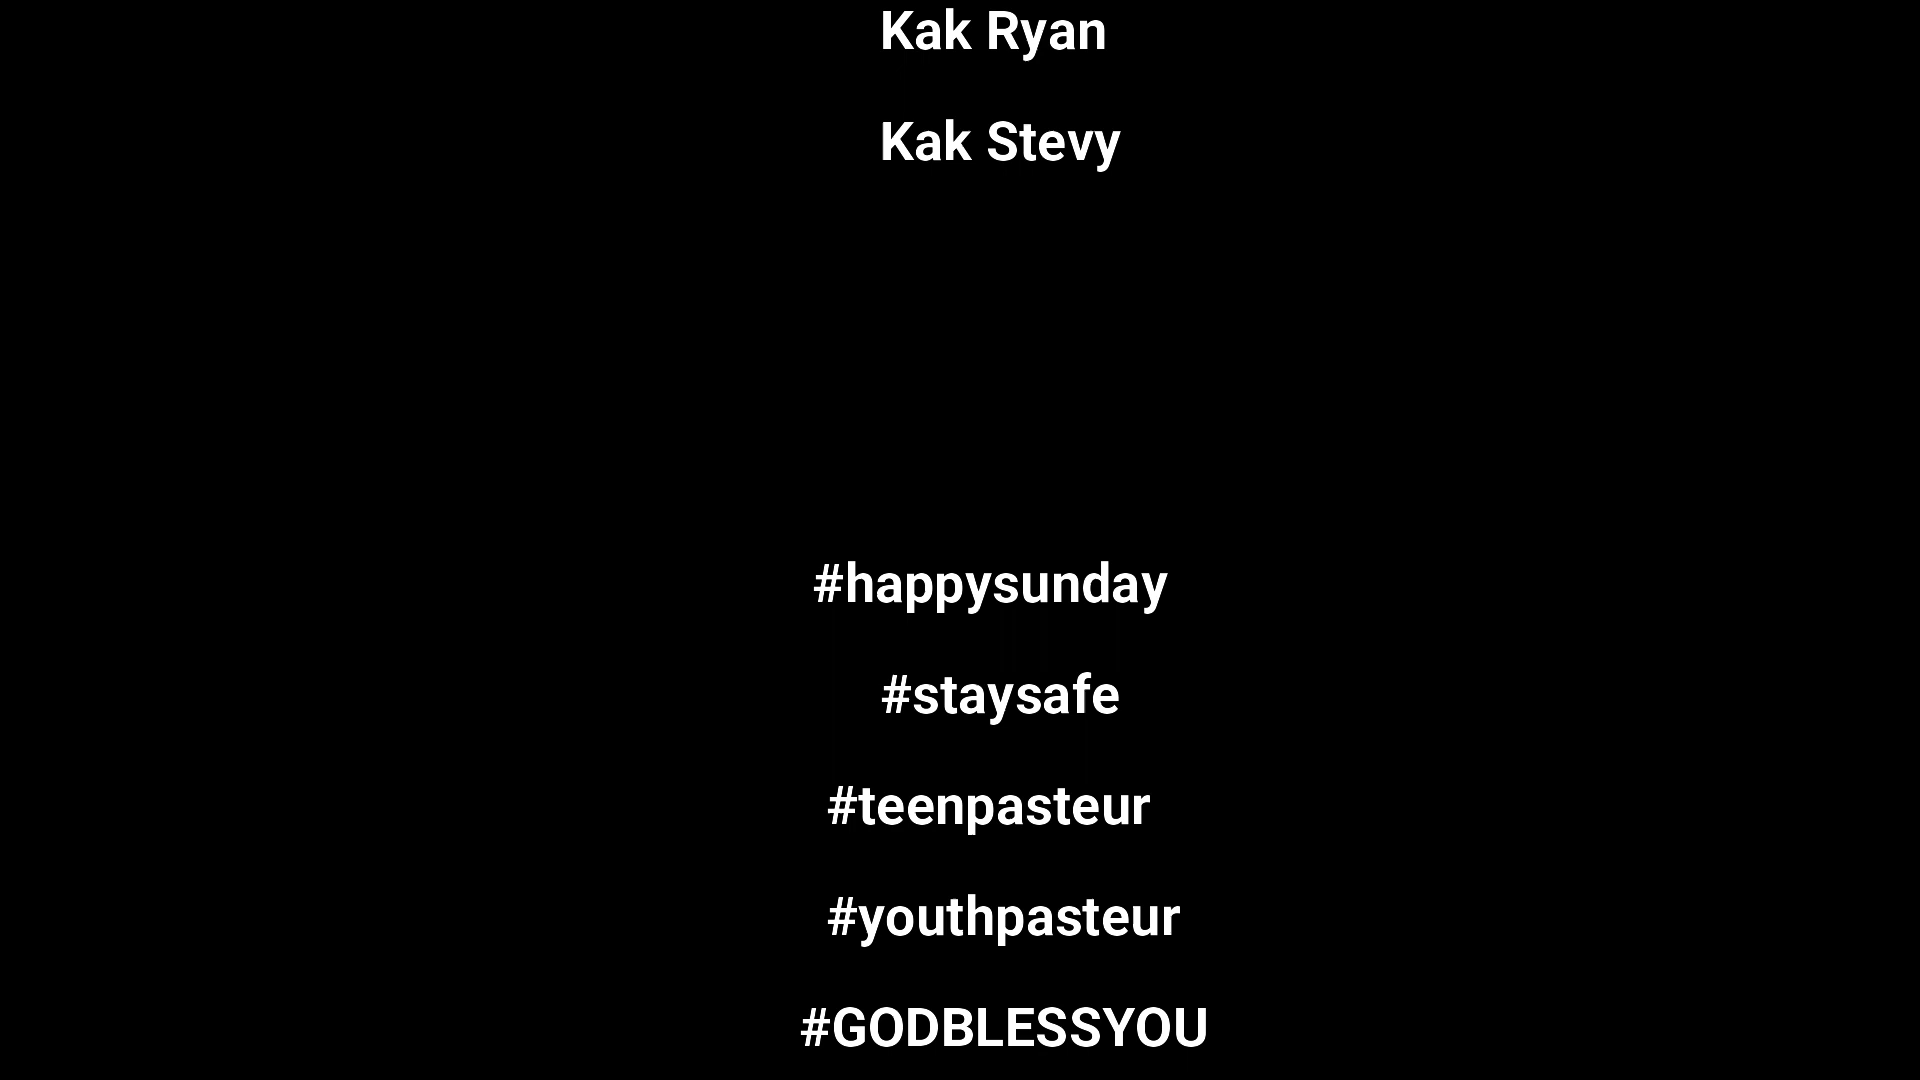 Kak Ryan
Kak Stevy
#happysunday
#staysafe
#teenpasteur
#youthpasteur
#GODBLESSYOU